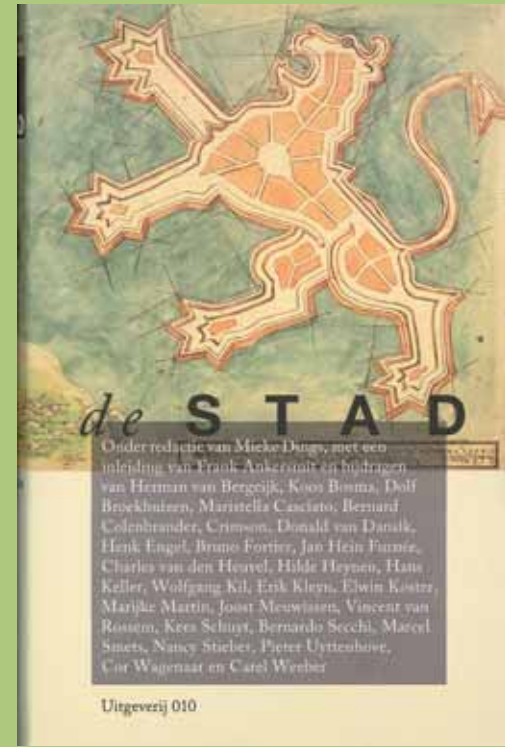 de STAD
Onder redactie van Mieke Dings, met een
inleiding van Frank Ankersmit en bijdragen
van Herman van Bergeijk, Koos Bosma, Dolf
Broekhuizen, Maristella Casciato, Bernard
Colenbrander, Crimson, Donald van Dansik,
Henk Engel, Bruno Fortier, Jan Hein Furnée,
Charles van den Heuvel, Hilde Heynen, Hans
Keller, Wolfgang Kil, Erik Kleyn, Elwin Koster,
Marijke Martin, Joost Meuwissen, Vincent van
Rossem, Kees Schuyt, Bernardo Secchi, Marcel
Smets, Nancy Stieber, Pieter Uyttenhove,
Cor Wagenaar en Carel Weeber
Uitgeverij 010